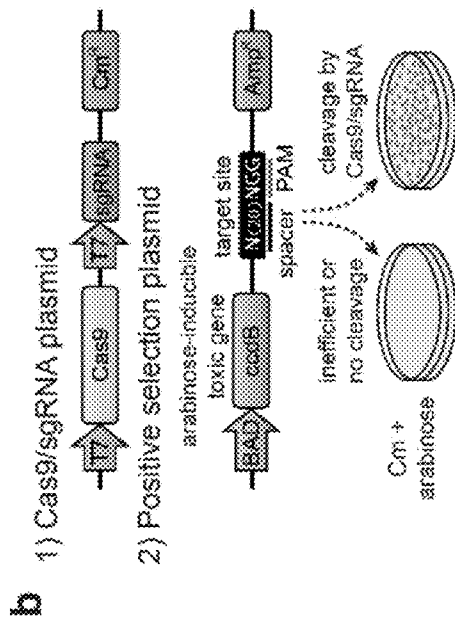 b
1) Cas9/sgRNA plasmid
T7 Cas9 T7 sgRNA Cmʳ
2) Positive selection plasmid
arabinose-inducible
toxic gene
target site
BAD ccdB Ampʳ
spacer PAM
inefficient or
no cleavage
cleavage by
Cas9/sgRNA
Cm +
arabinose